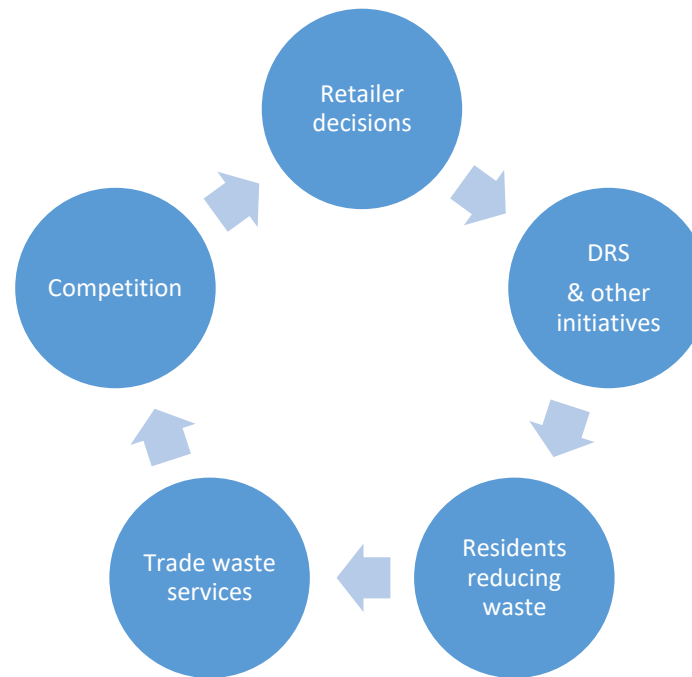 Retailer
decisions
DRS
& other
initiatives
Residents
reducing
waste
Trade waste
services
Competition